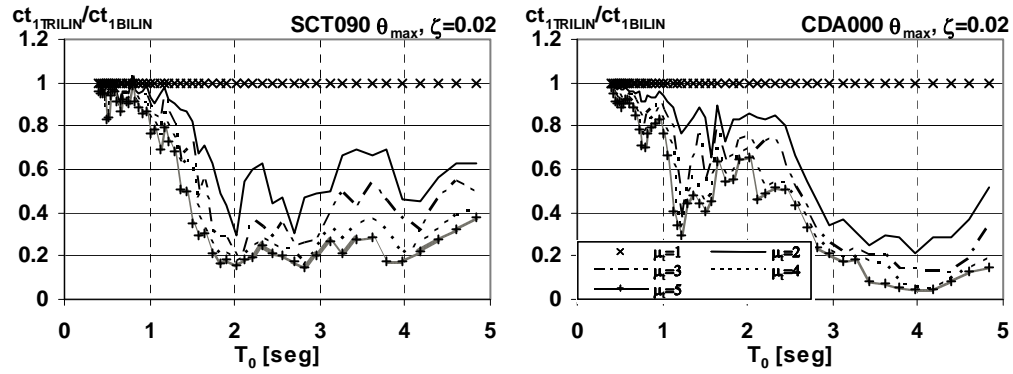 ct1TRILIN/ct1BILIN
SCT090 θmax, ζ=0.02
1.2
1
0.8
0.6
0.4
0.2
0
0 1 2 3 4 5
T0 [seg]
ct1TRILIN/ct1BILIN
CDA000 θmax, ζ=0.02
1.2
1
0.8
0.6
0.4
0.2
0
μt=1 μt=2
μt=3 μt=4
μt=5
0 1 2 3 4 5
T0 [seg]